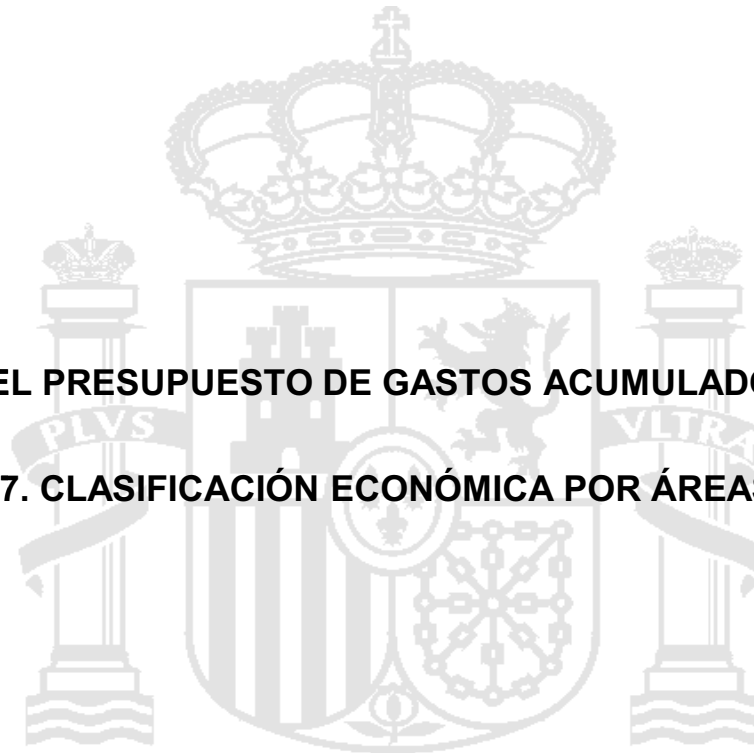 EL PRESUPUESTO DE GASTOS ACUMULADO
PLVS
VLTRA
7. CLASIFICACIÓN ECONÓMICA POR ÁREAS